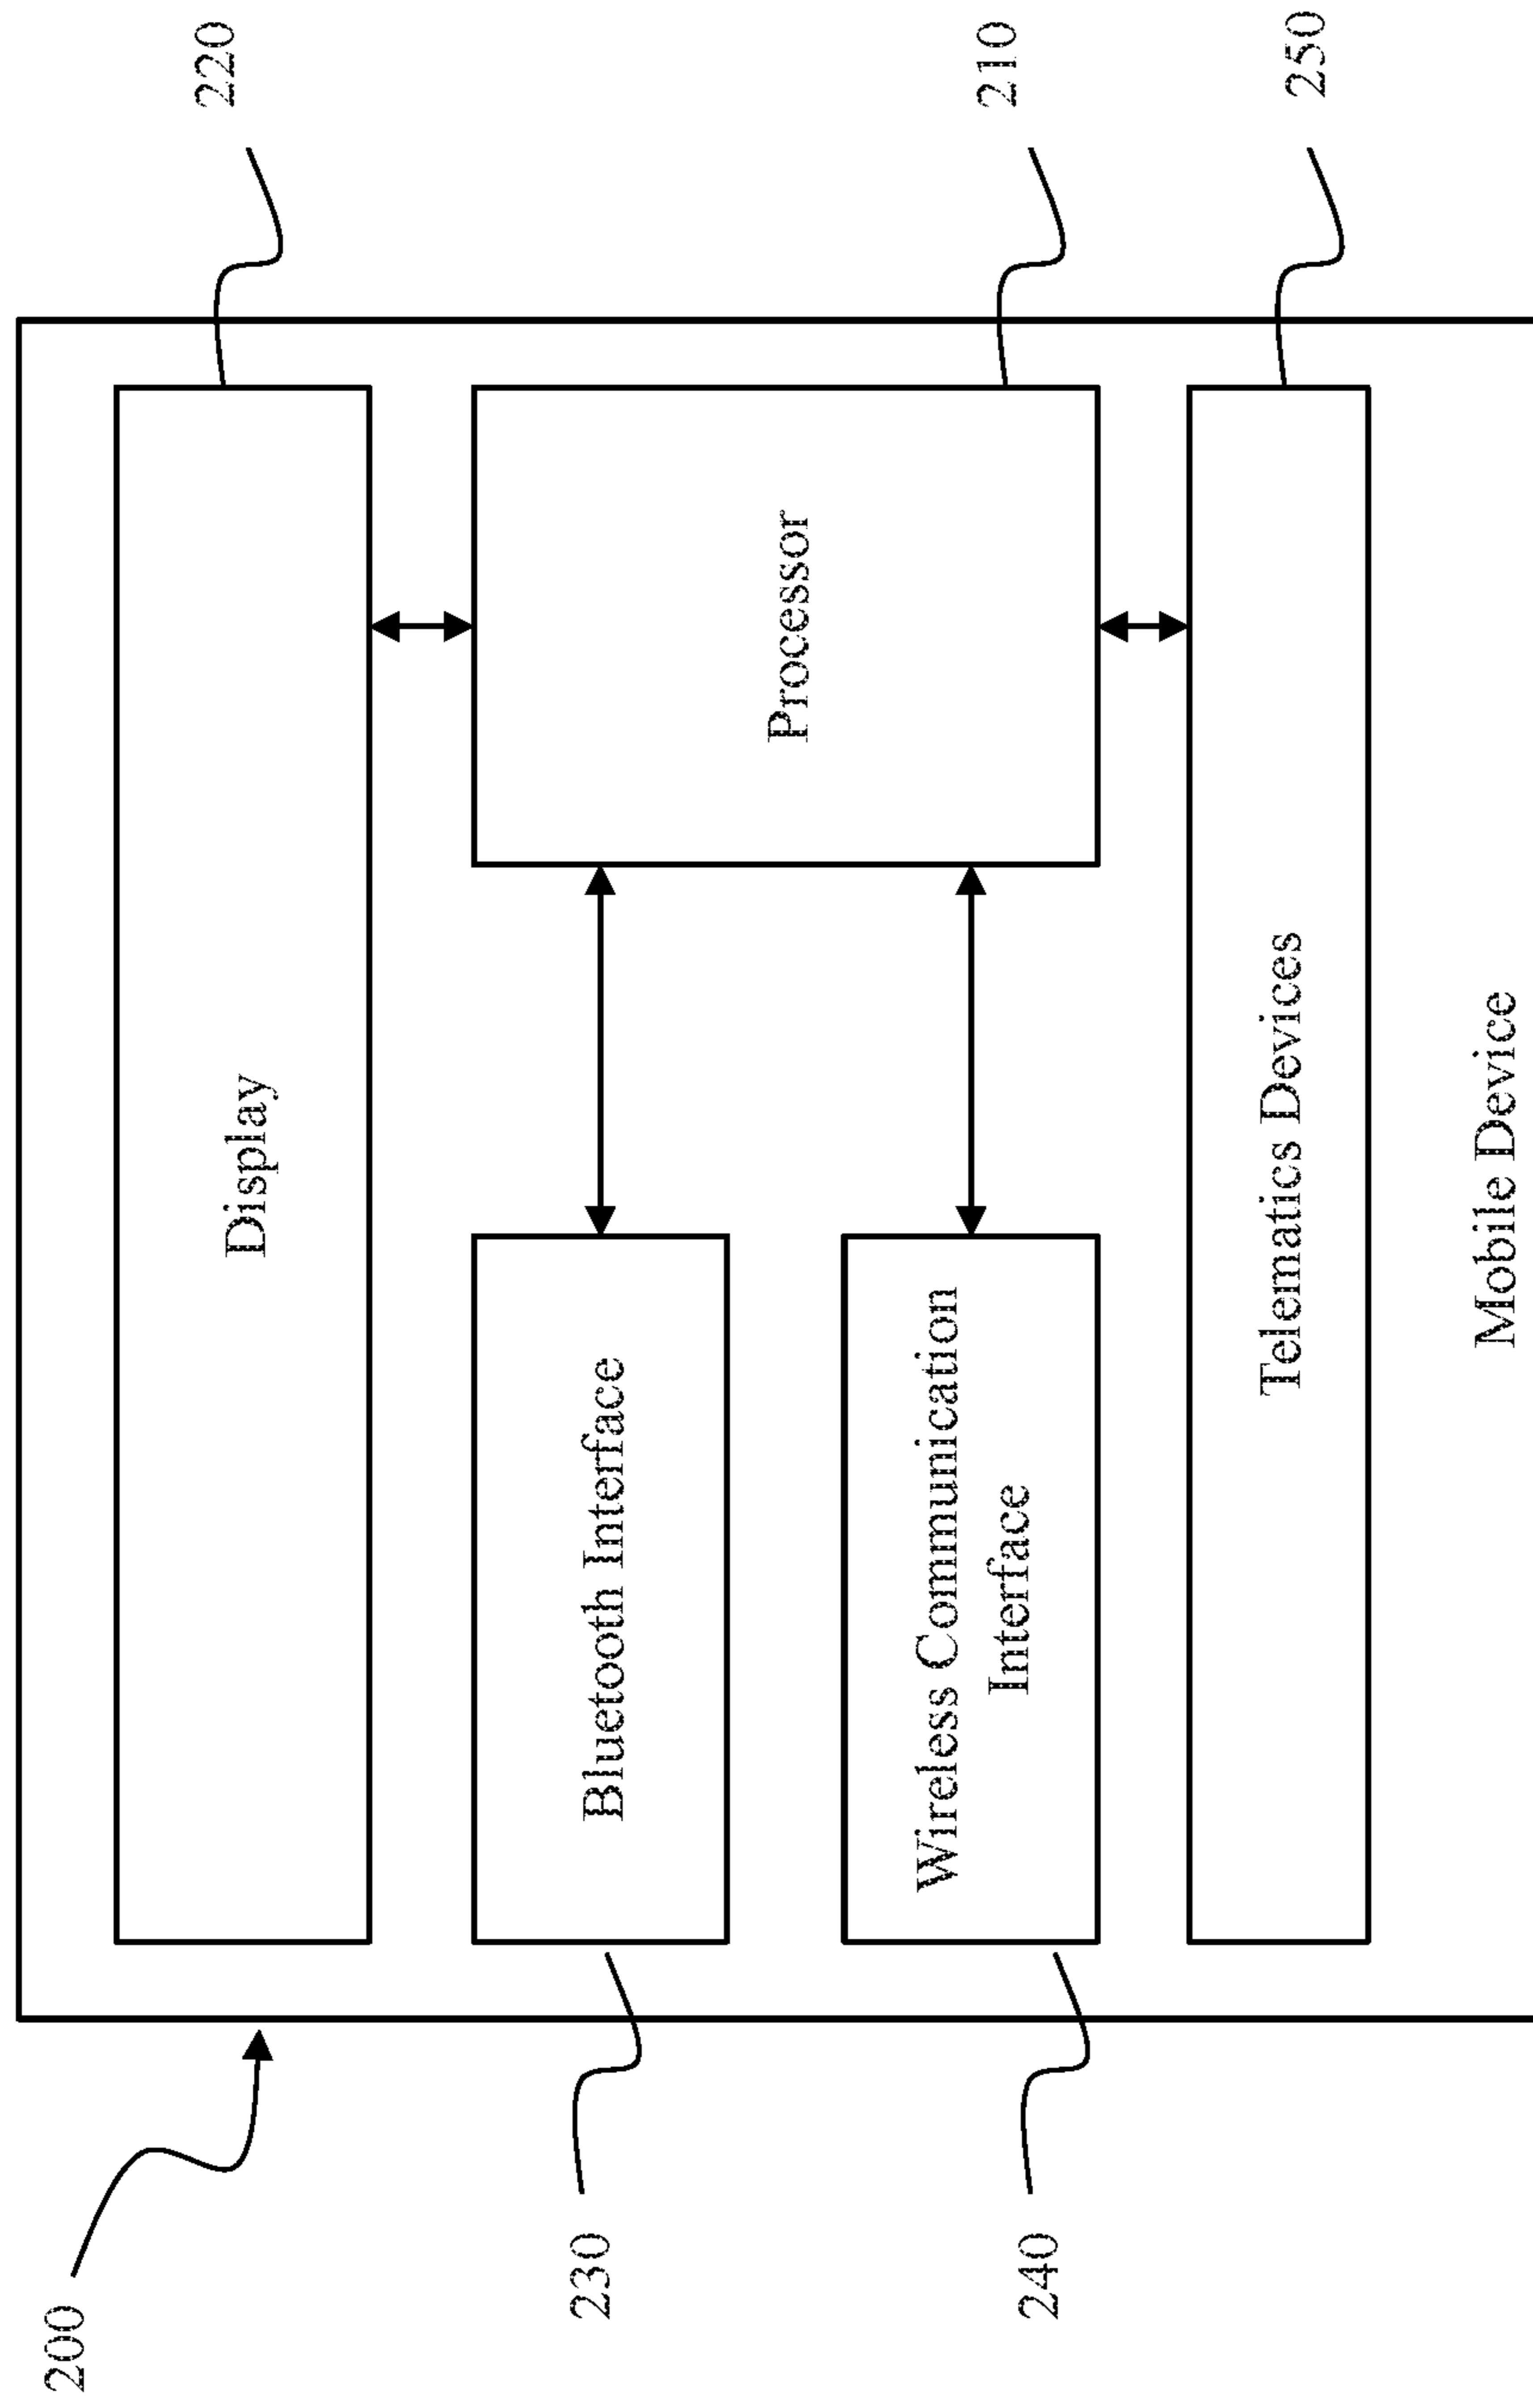 200
220
Display
230
Bluetooth Interface
Processor
210
240
Wireless Communication
Interface
250
Telematics Devices
Mobile Device